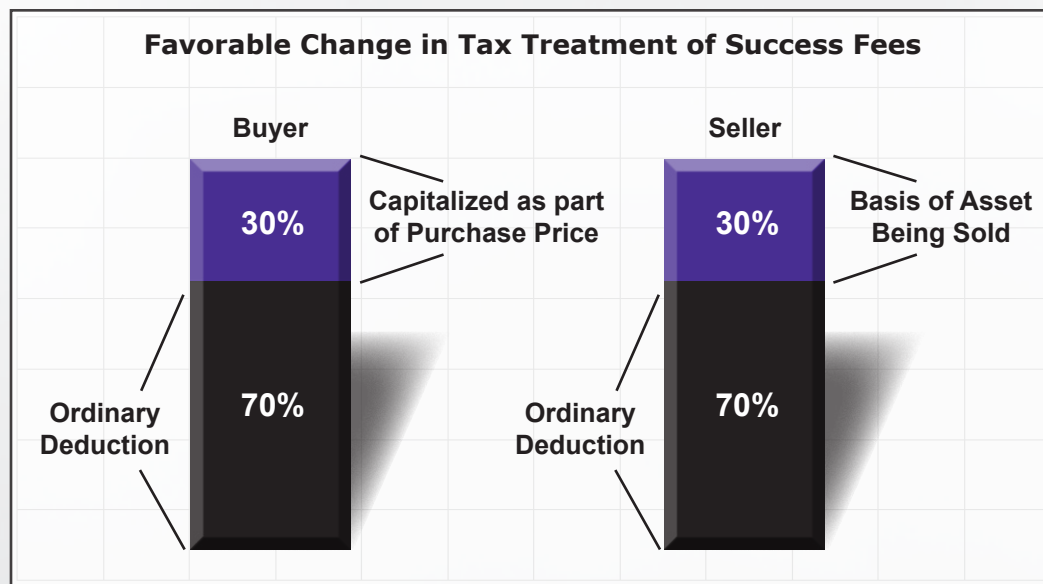 Favorable Change in Tax Treatment of Success Fees
Buyer
30%
Capitalized as part
of Purchase Price
70%
Ordinary
Deduction
Seller
30%
Basis of Asset
Being Sold
70%
Ordinary
Deduction